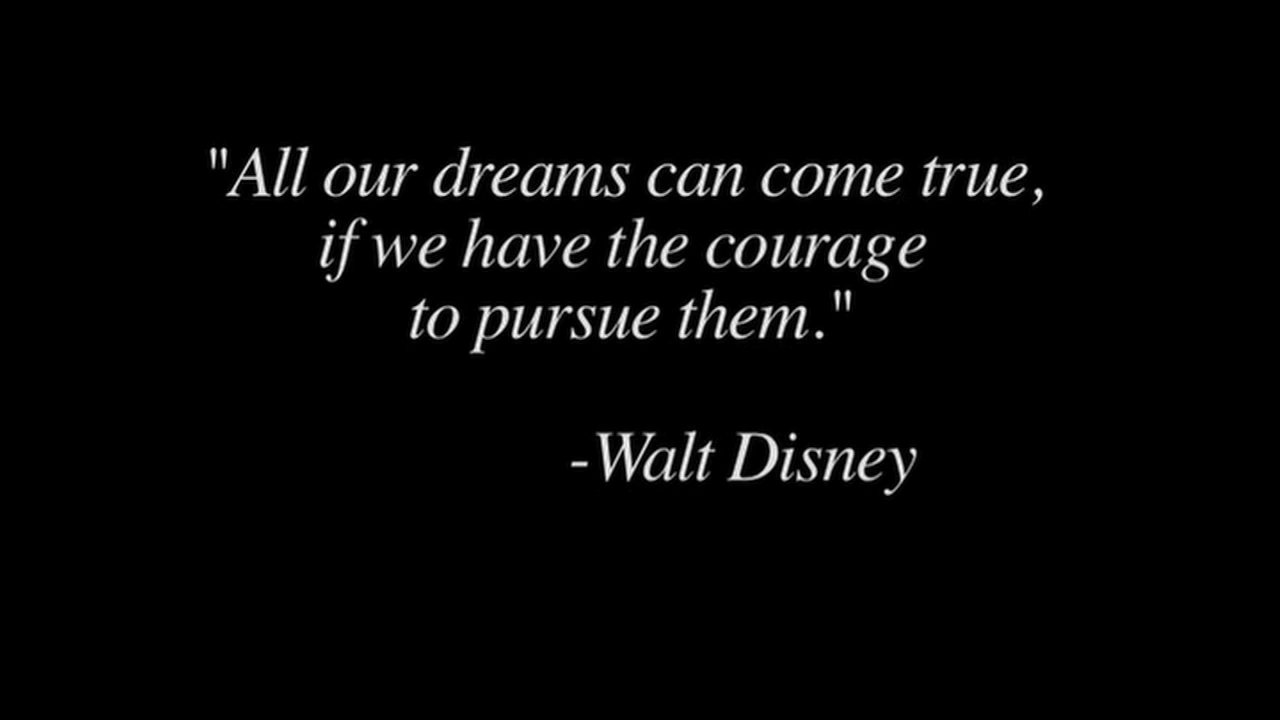 "All our dreams can come true,
if we have the courage
to pursue them."
-Walt Disney